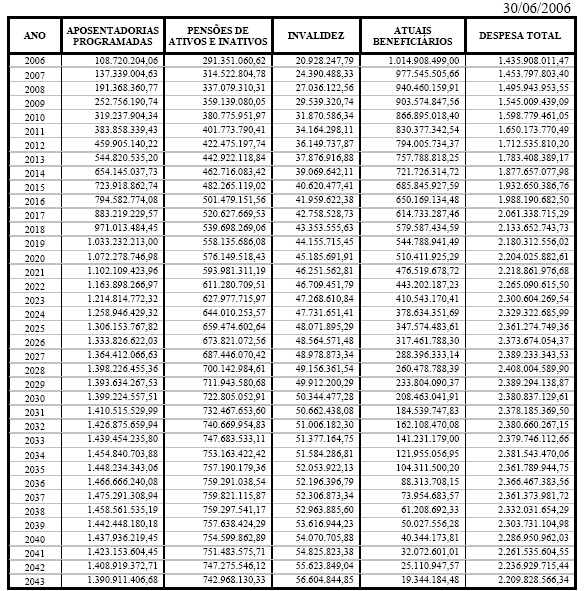 30/06/2006
ANO APOSENTADORIAS PROGRAMADAS PENSÕES DE ATIVOS E INATIVOS INVALIDEZ ATUAIS BENEFICIÁRIOS DESPESA TOTAL
2006 108.720.204,06 291.351.060,62 20.928.247,79 1.014.908.499,00 1.435.908.011,47
2007 137.339.004,63 314.522.804,78 24.390.488,33 977.545.505,66 1.453.797.803,40
2008 191.368.360,77 337.079.310,31 27.036.122,56 940.460.159,91 1.495.943.953,55
2009 252.756.190,74 359.139.080,05 29.539.320,74 903.574.847,56 1.545.009.439,09
2010 319.237.904,34 380.775.951,97 31.870.586,34 866.895.018,40 1.598.779.461,05
2011 383.858.339,43 401.773.790,41 34.164.298,11 830.377.342,54 1.650.173.770,49
2012 459.905.140,22 422.475.197,74 36.149.737,87 794.005.734,37 1.712.535.810,20
2013 544.820.535,20 442.922.118,84 37.876.916,88 757.788.818,25 1.783.408.389,17
2014 654.145.037,73 462.716.083,42 39.069.642,11 721.726.314,72 1.877.657.077,98
2015 723.918.862,74 482.265.119,02 40.620.477,41 685.845.927,59 1.932.650.386,76
2016 794.582.774,08 501.479.151,56 41.959.622,38 650.169.134,48 1.988.190.682,50
2017 883.219.229,57 520.627.669,53 42.758.528,73 614.733.287,46 2.061.338.715,29
2018 971.013.484,45 539.698.269,06 43.353.555,63 579.587.434,59 2.133.652.743,73
2019 1.033.232.213,00 558.135.686,08 44.155.715,45 544.788.941,49 2.180.312.556,02
2020 1.072.278.746,98 576.149.518,43 45.185.691,91 510.411.925,29 2.204.025.882,61
2021 1.102.109.423,96 593.981.311,19 46.251.562,81 476.519.678,72 2.218.861.976,68
2022 1.163.898.266,97 611.280.709,51 46.709.451,79 443.202.187,23 2.265.090.615,50
2023 1.214.814.772,32 627.977.715,97 47.268.610,84 410.543.170,41 2.300.604.269,54
2024 1.258.946.429,32 644.010.253,57 47.731.651,41 378.634.351,69 2.329.322.685,99
2025 1.306.153.767,82 659.474.602,64 48.071.895,29 347.574.483,61 2.361.274.749,36
2026 1.333.826.622,03 673.821.072,56 48.564.571,48 317.461.788,30 2.373.674.054,37
2027 1.364.412.066,63 687.446.070,42 48.978.873,34 288.396.333,14 2.389.233.343,53
2028 1.398.226.455,36 700.142.984,61 49.156.361,54 260.478.788,39 2.408.004.589,90
2029 1.393.634.267,53 711.943.580,68 49.912.200,29 233.804.090,37 2.389.294.138,87
2030 1.399.224.557,51 722.805.052,91 50.344.477,28 208.463.041,91 2.380.837.129,61
2031 1.410.515.529,99 732.467.653,60 50.662.438,08 184.539.747,83 2.378.185.369,50
2032 1.426.875.659,94 740.669.954,83 51.006.182,30 162.108.470,08 2.380.660.267,15
2033 1.439.454.235,80 747.683.533,11 51.377.164,75 141.231.179,00 2.379.746.112,66
2034 1.454.840.703,88 753.163.422,42 51.584.286,81 121.955.056,95 2.381.543.470,06
2035 1.448.234.343,06 757.190.179,36 52.053.922,13 104.311.500,20 2.361.789.944,75
2036 1.466.666.240,08 759.291.038,54 52.196.396,79 88.313.708,15 2.366.467.383,56
2037 1.475.291.308,94 759.821.115,87 52.306.873,34 73.954.683,57 2.361.373.981,72
2038 1.458.561.535,19 759.297.541,17 52.963.885,60 61.208.692,33 2.332.031.654,29
2039 1.442.448.180,18 757.638.424,29 53.616.944,23 50.027.556,28 2.303.731.104,98
2040 1.437.936.219,45 754.599.862,89 54.070.705,88 40.344.173,81 2.286.950.962,03
2041 1.423.153.604,45 751.483.575,71 54.825.823,38 32.072.601,01 2.261.535.604,55
2042 1.408.919.372,71 747.275.546,12 55.623.849,04 25.110.947,57 2.236.929.715,44
2043 1.390.911.406,68 742.968.130,33 56.604.844,85 19.344.184,48 2.209.828.566,34